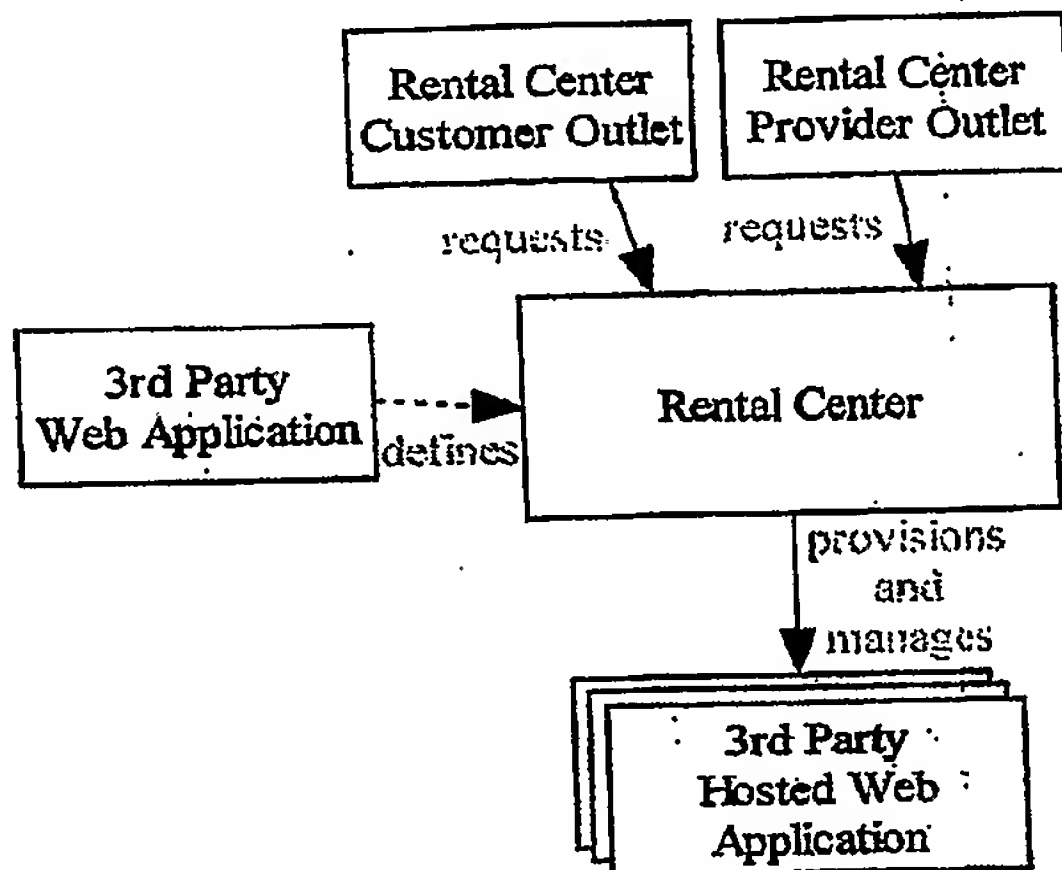 Rental Center
Customer Outlet
Rental Center
Provider Outlet
requests
requests
3rd Party
Web Application
defines
Rental Center
provisions
and
manages
3rd Party
Hosted Web
Application